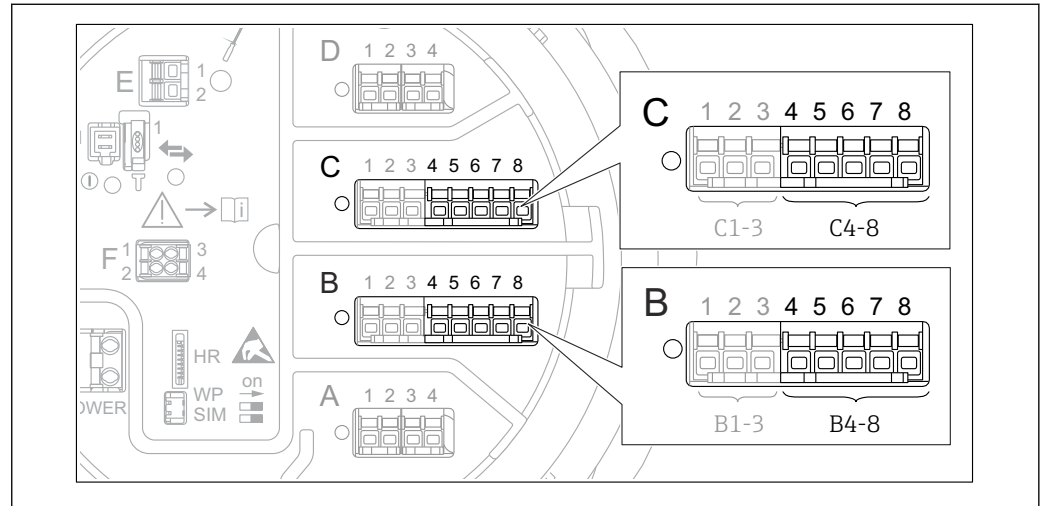 D 1 2 3 4
E 1
2
1
C 1 2 3 4 5 6 7 8
C 1 2 3 4 5 6 7 8
C1-3 C4-8
i
F 1 3
2 4
B 1 2 3 4 5 6 7 8
B 1 2 3 4 5 6 7 8
B1-3 B4-8
HR
WP on
SIM
OWER
A 1 2 3 4